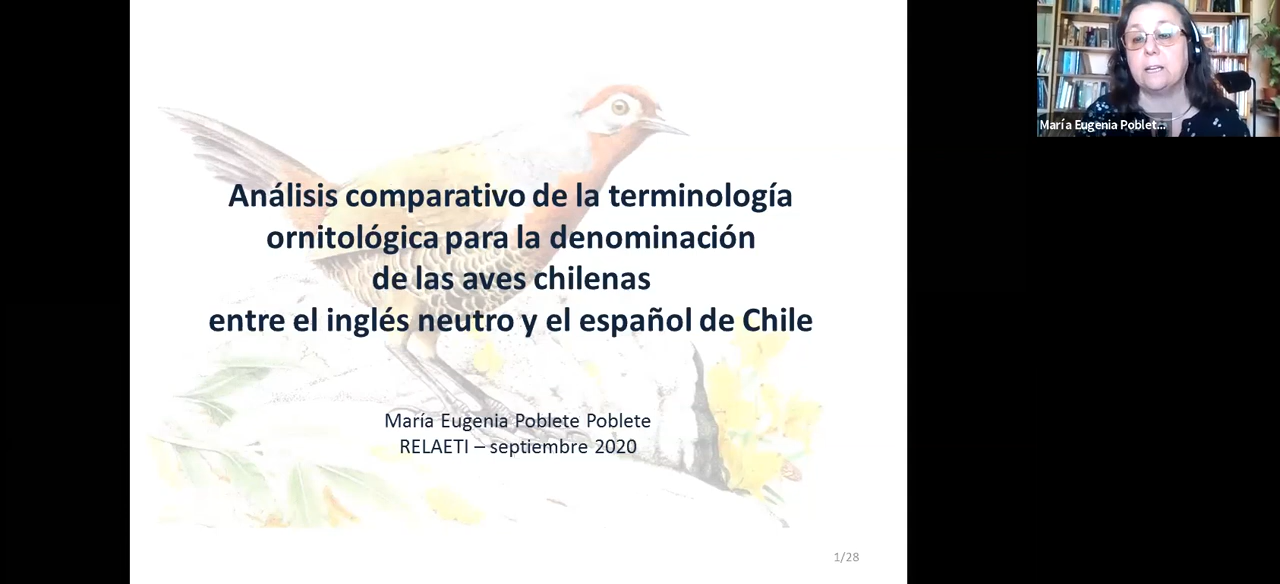 Análisis comparativo de la terminología
ornitológica para la denominación
de las aves chilenas
entre el inglés neutro y el español de Chile
María Eugenia Poblete Poblete
RELAETI – septiembre 2020
1/28
María Eugenia Poblet...